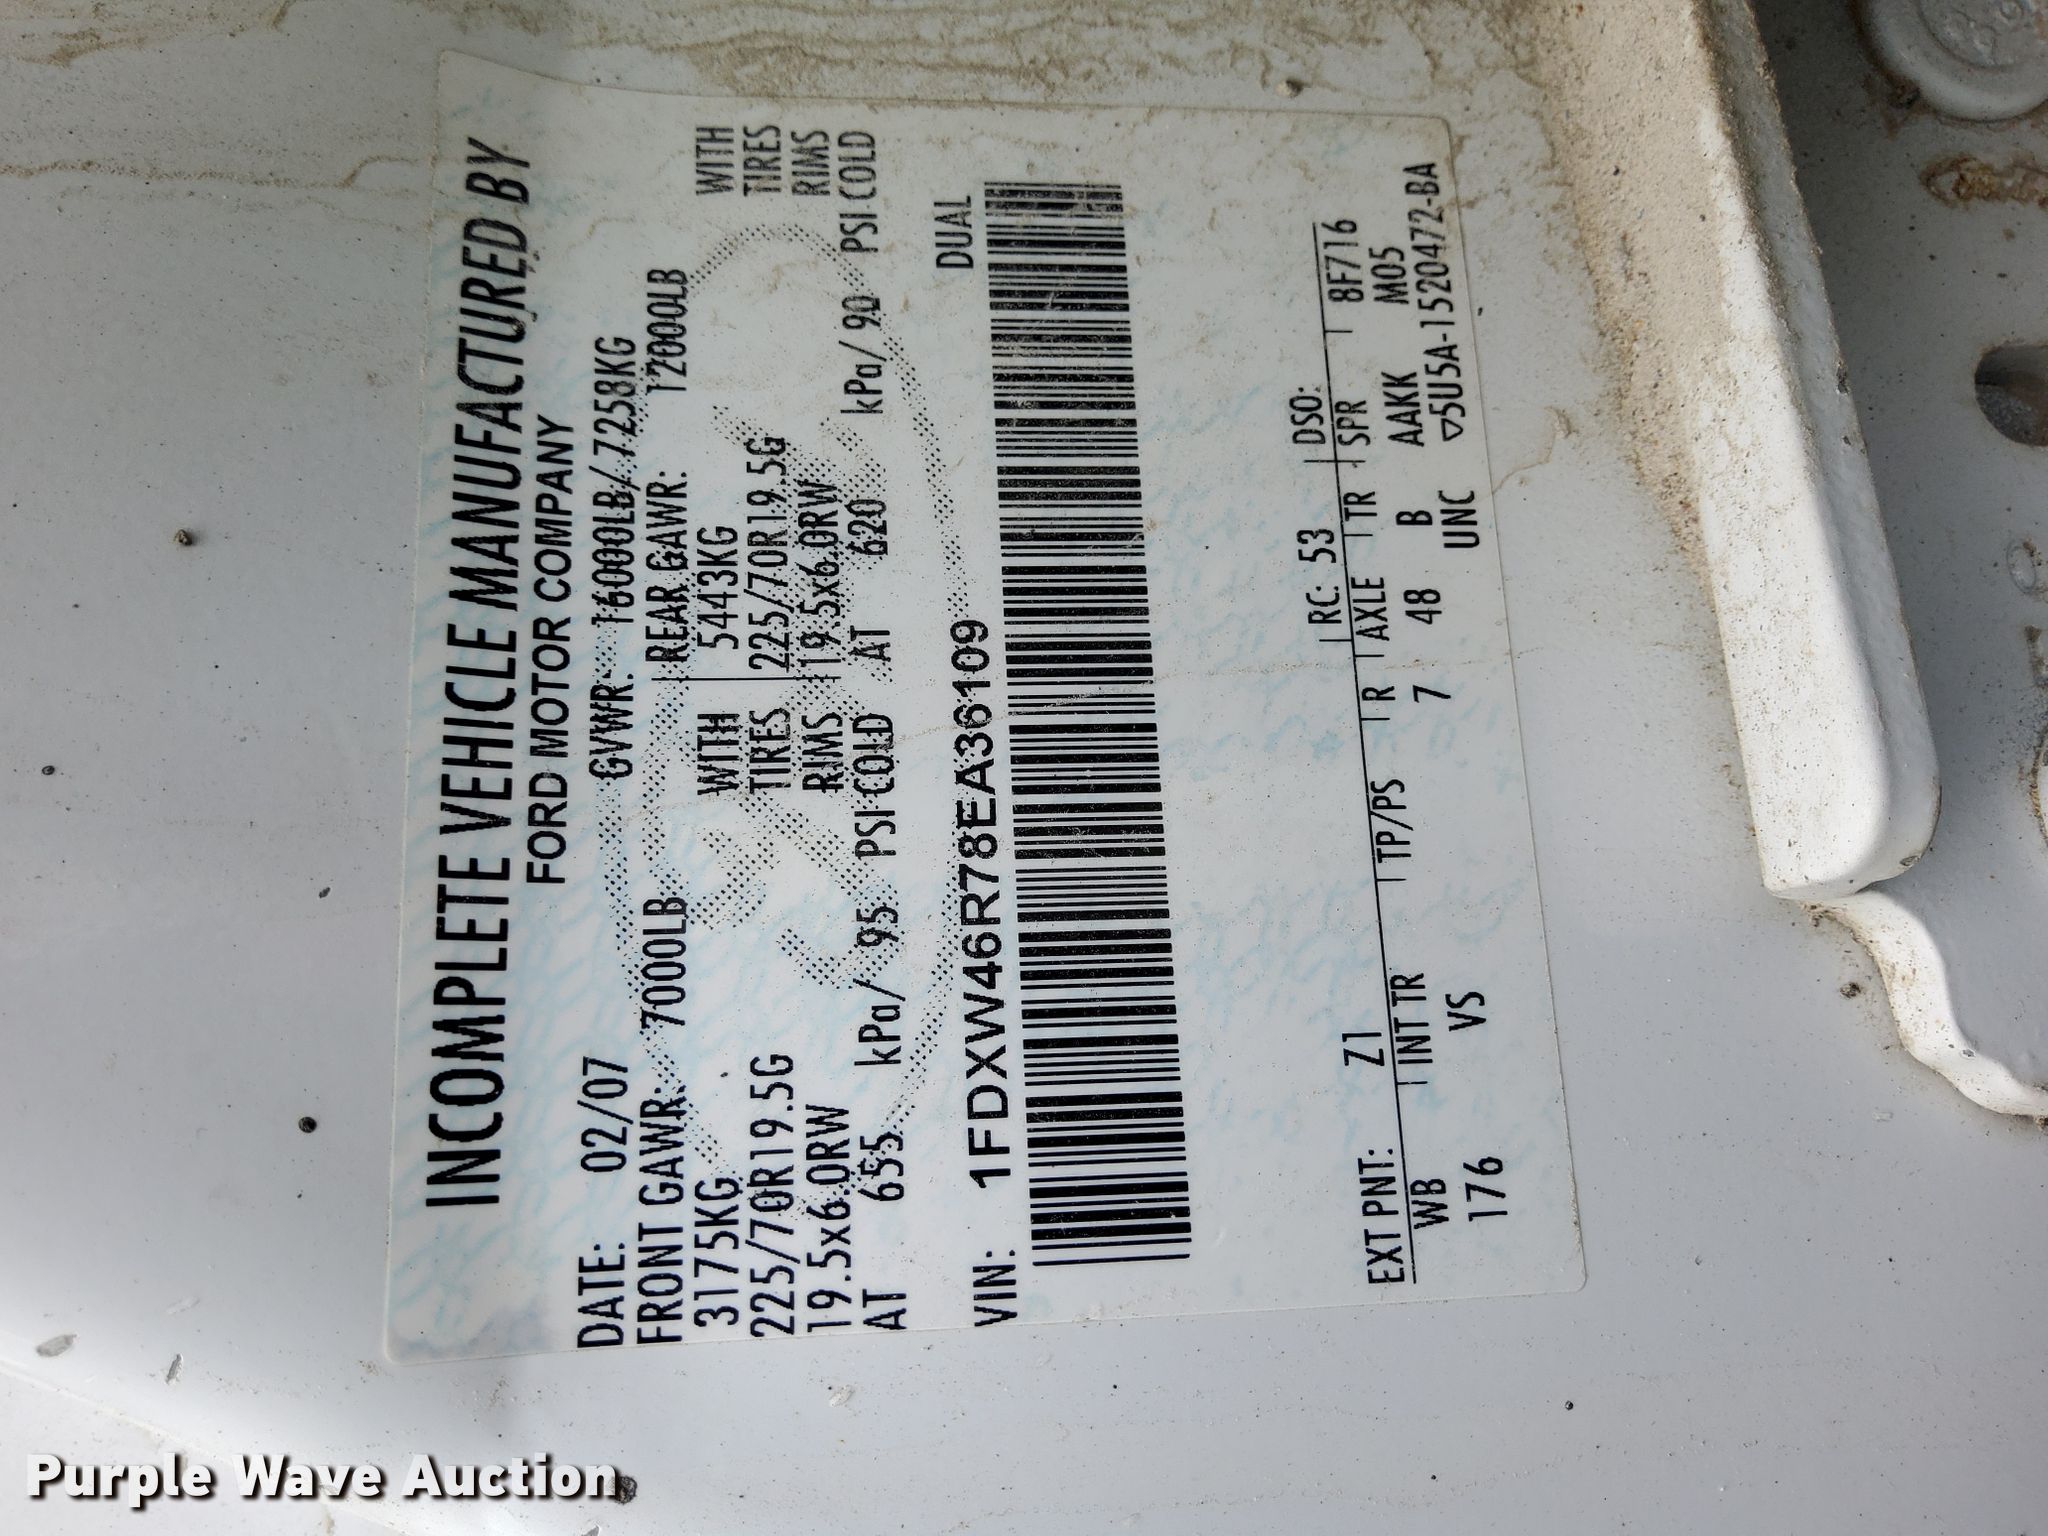 INCOMPLETE VEHICLE MANUFACTURED BY
FORD MOTOR COMPANY
DATE: 02/07 GVWR: 16000LB/ 7258KG
FRONT GAWR: 7000LB REAR GAWR: 12000LB
3175KG WITH 5443KG WITH
225/70R19.5G TIRES 225/70R19.5G TIRES
19.5x6.0RW RIMS 19.5x6.0RW RIMS
AT 655 kPa/ 95 PSI COLD AT 620 kPa/ 90 PSI COLD
VIN: 1FDXW46R78EA36109 DUAL
EXT PNT: Z1 RC: 53 DSO:
WB INT TR TP/PS R AXLE TR SPR 8F716
176 VS 7 48 B AAKK M05
UNC ▽5U5A-1520472-BA
Purple Wave Auction